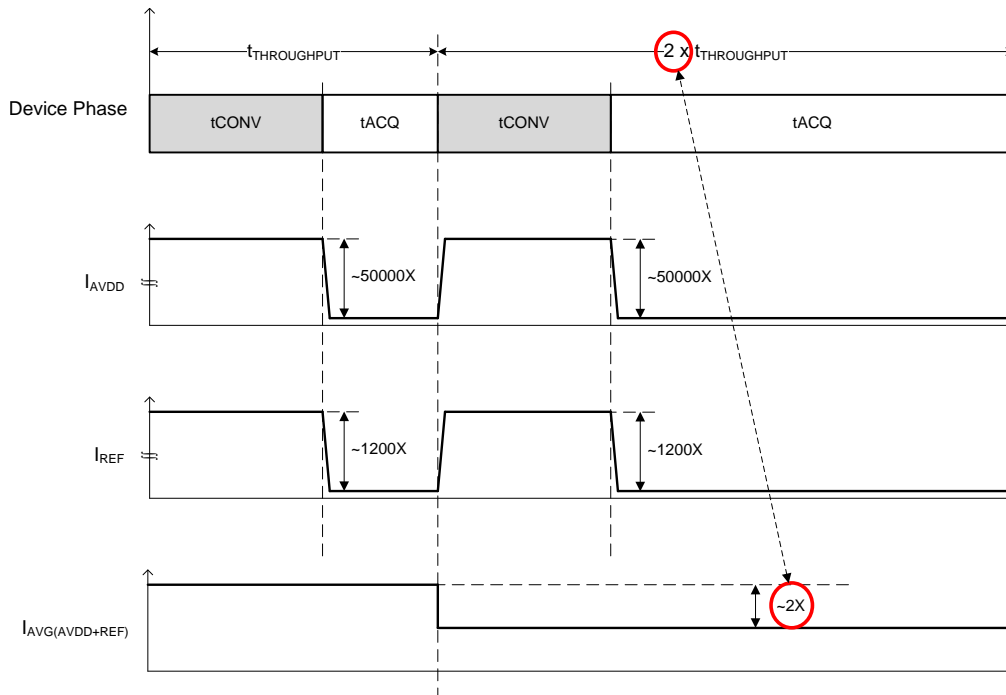 tTHROUGHPUT
2 x tTHROUGHPUT
Device Phase
tCONV
tACQ
tCONV
tACQ
IAVDD
~50000X
~50000X
IREF
~1200X
~1200X
IAVG(AVDD+REF)
~2X